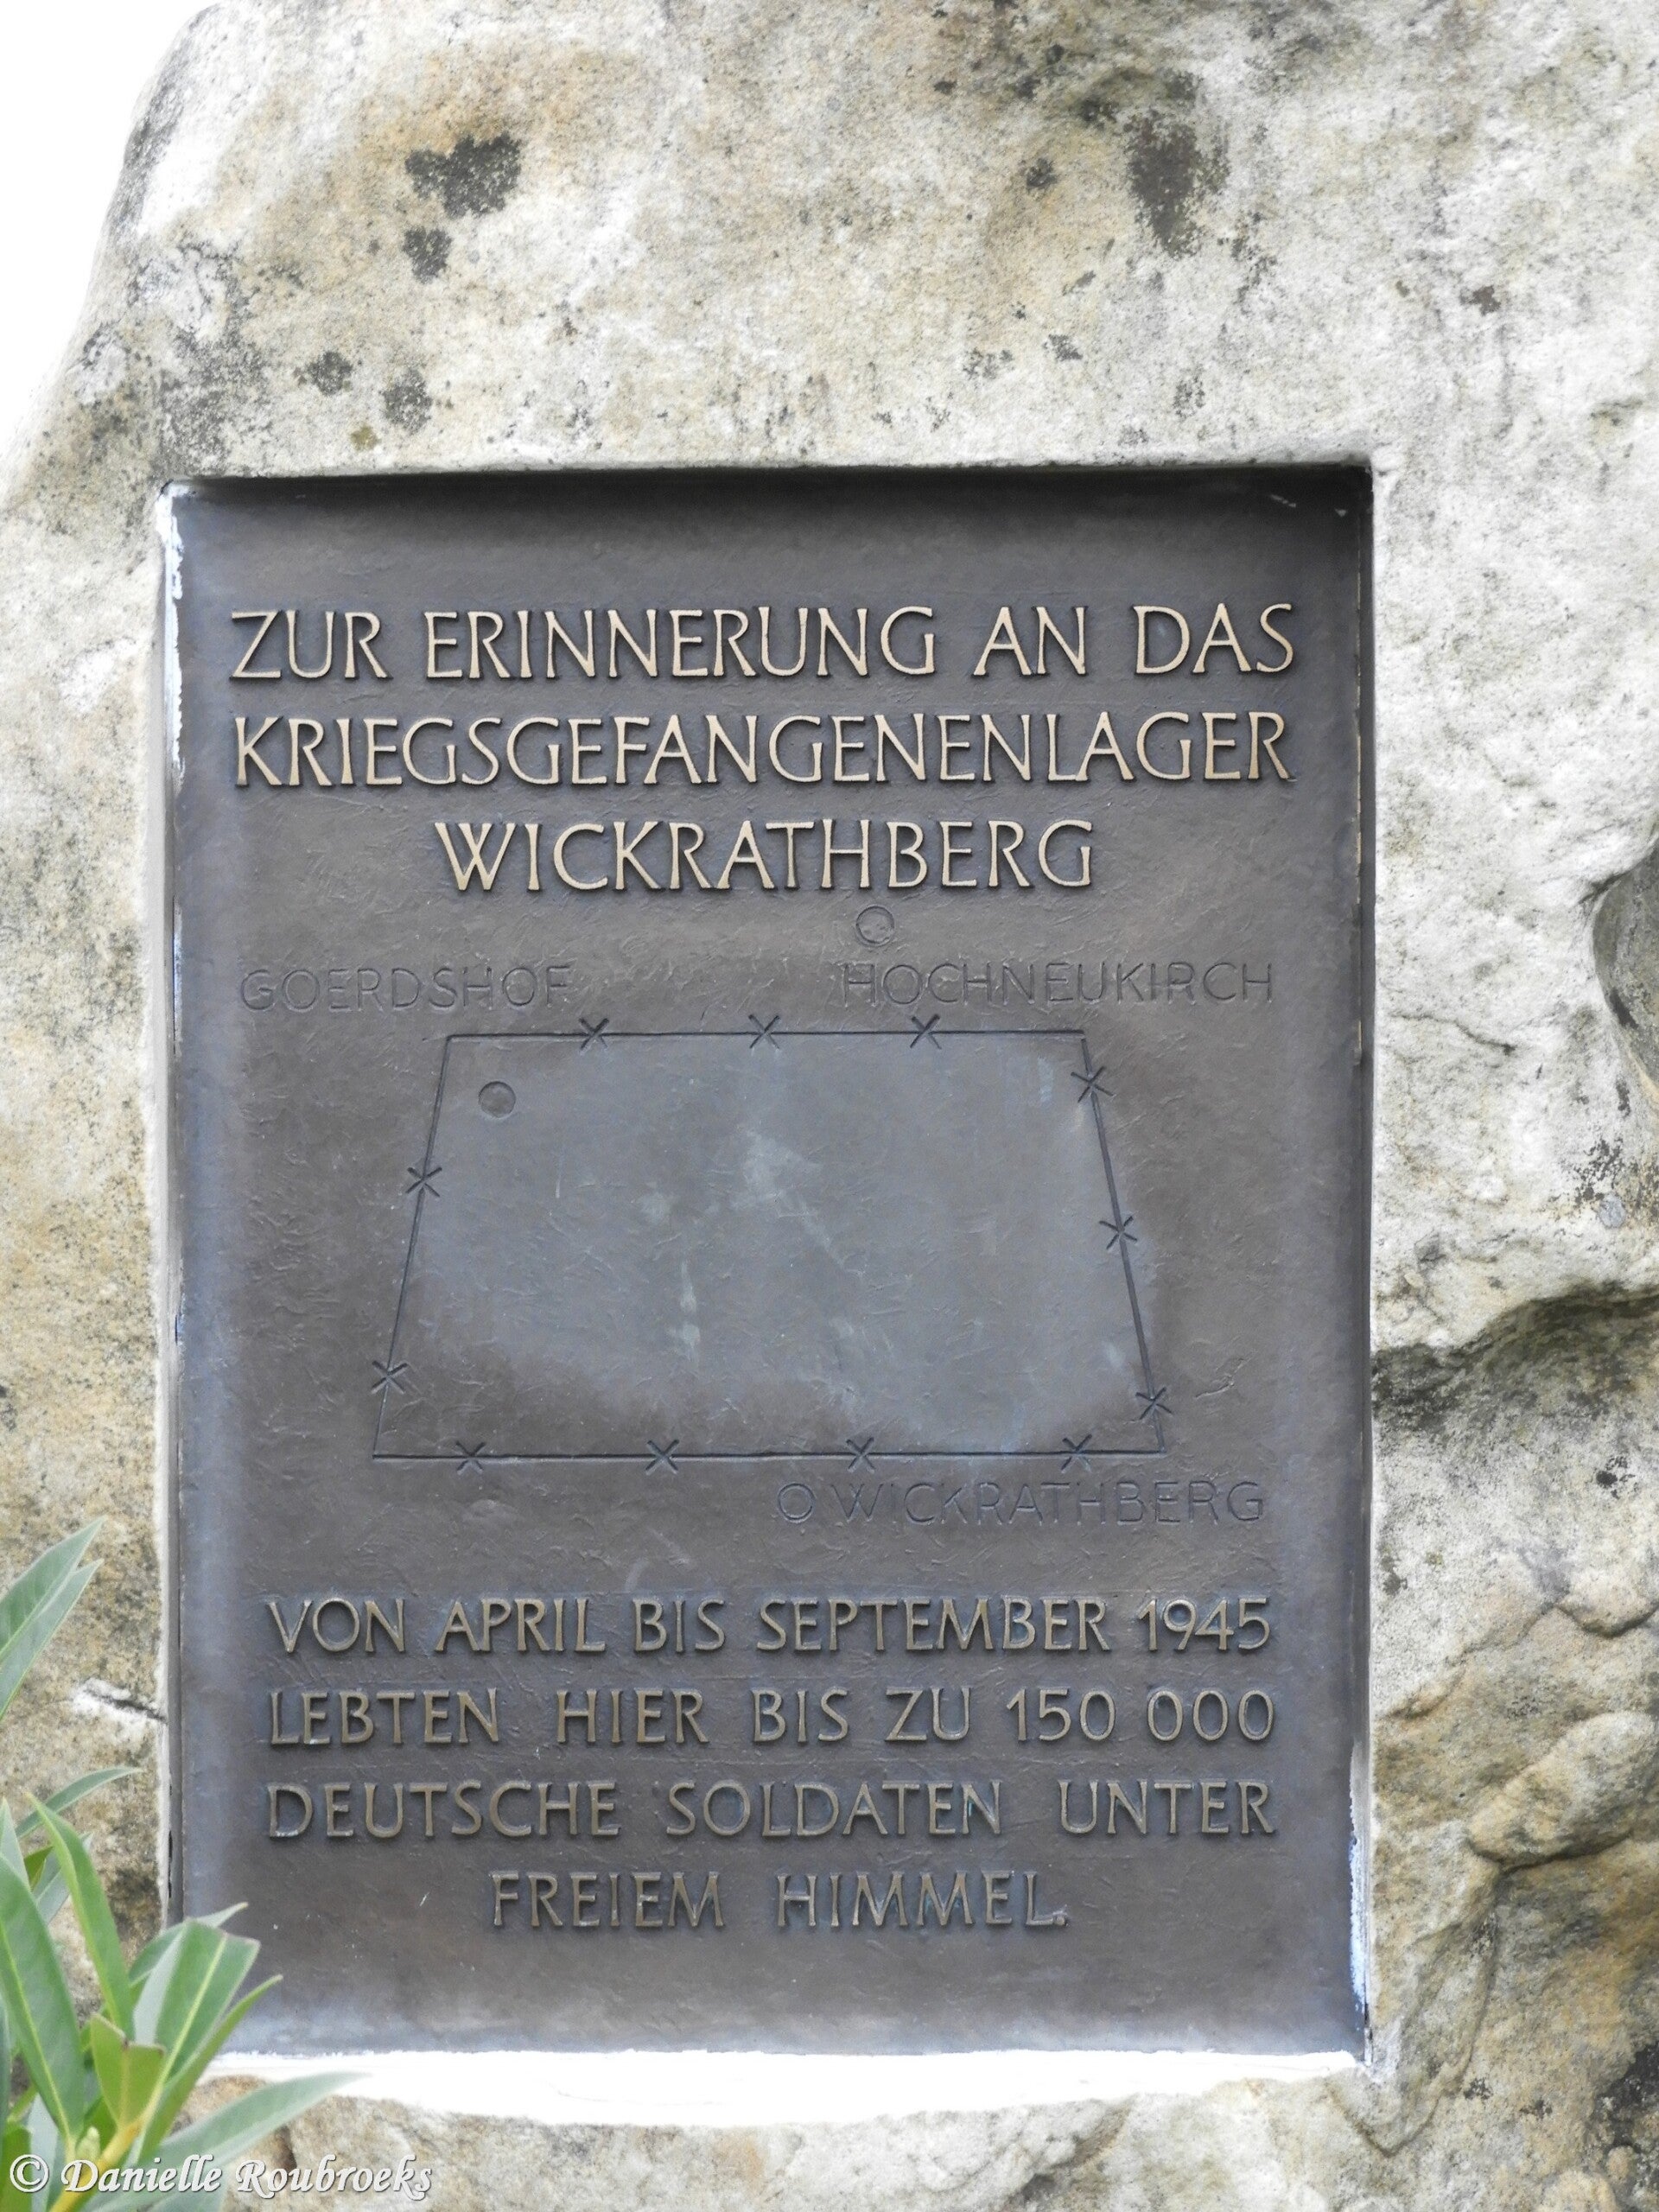 ZUR ERINNERUNG AN DAS
KRIEGSGEFANGENENLAGER
WICKRATHBERG
GOERDSHOF HOCHNEUKIRCH
WICKRATHBERG
VON APRIL BIS SEPTEMBER 1945
LEBTEN HIER BIS ZU 150 000
DEUTSCHE SOLDATEN UNTER
FREIEM HIMMEL.
© Danielle Roubroeks